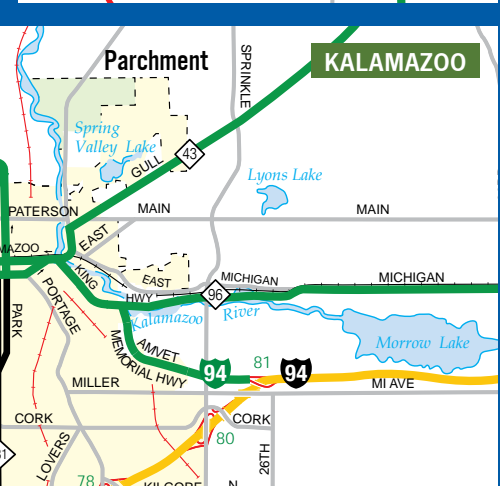 Parchment
KALAMAZOO
SPRINKLE
Spring
Valley Lake
GULL
43
Lyons Lake
PATERSON
MAIN
MAIN
EAST
MAZOO
KING
EAST
MICHIGAN
MICHIGAN
HWY
96
PORTAGE
Kalamazoo
River
PARK
Morrow Lake
AMVET
MEMORIAL HWY
94
81
94
MILLER
MI AVE
CORK
CORK
80
LOVERS
26TH
78
KILGORE
N